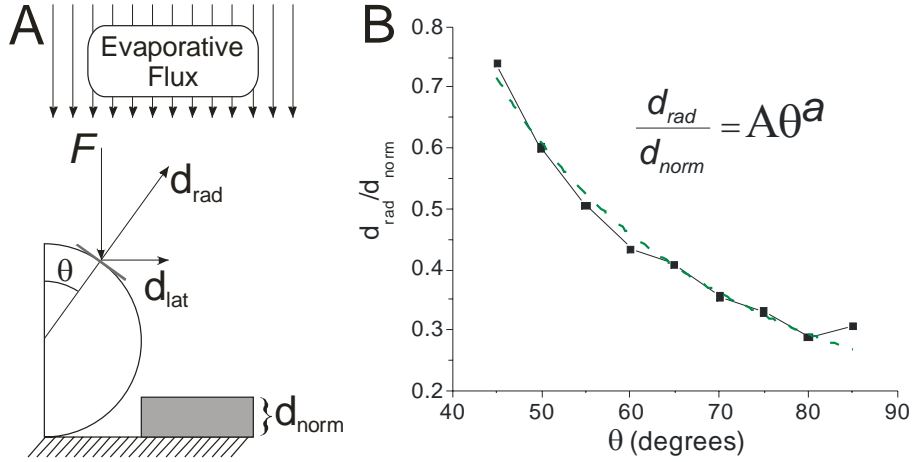 A
Evaporative
Flux
F
d_rad
θ
d_lat
} d_norm
B
d_rad/d_norm = Aθ^a
d_rad/d_norm
0.8
0.7
0.6
0.5
0.4
0.3
0.2
40 50 60 70 80 90
θ (degrees)